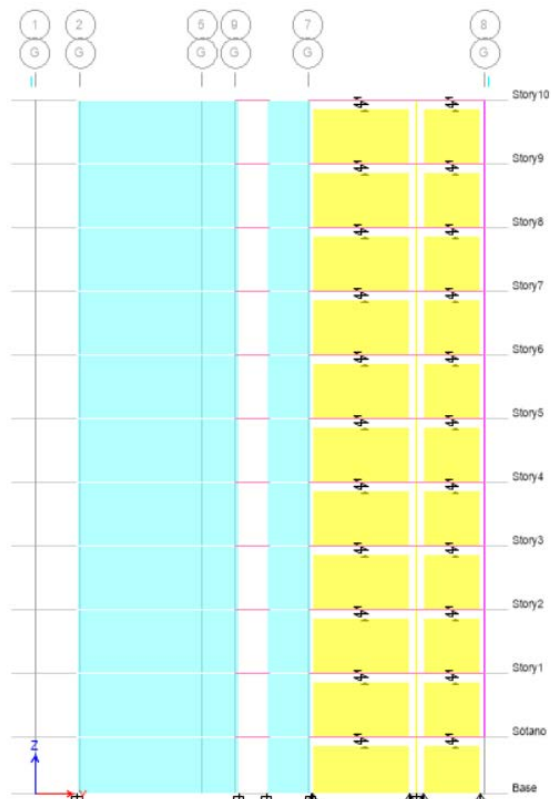 1 2 5 9 7 8
G G G G G G
Story10
Story9
Story8
Story7
Story6
Story5
Story4
Story3
Story2
Story1
Sótano
Z
Y
Base